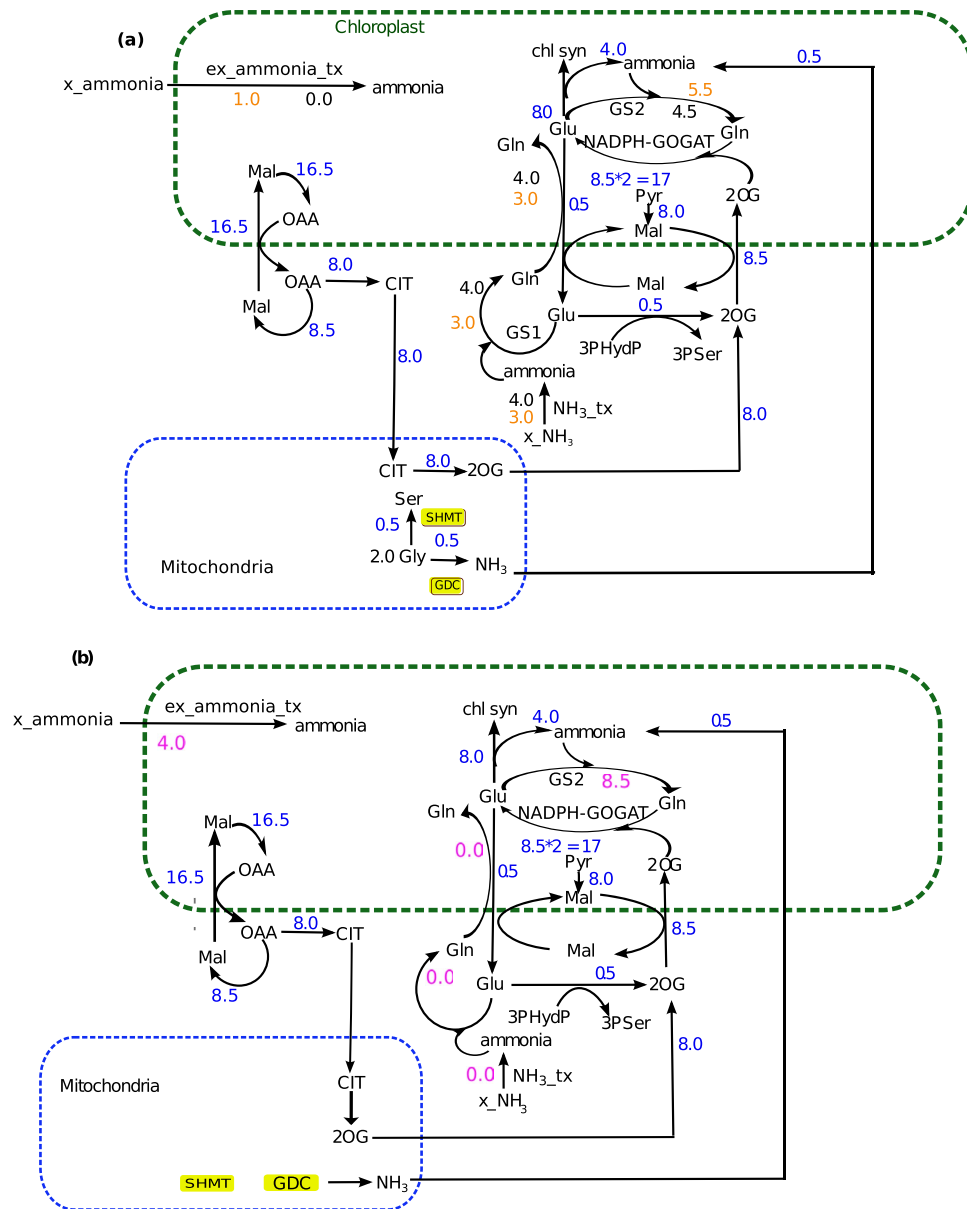 (a)
Chloroplast
x_ammonia
ex_ammonia_tx
ammonia
1.0
0.0
chl syn
4.0
ammonia
0.5
5.5
GS2
4.5
8.0
Glu
Gln
NADPH-GOGAT
Gln
Mal
16.5
OAA
16.5
4.0
3.0
0.5
8.5*2 =17
Pyr
8.0
Mal
2OG
8.5
OAA
8.0
CIT
Mal
8.5
4.0
Gln
Mal
3.0
GS1
Glu
0.5
2OG
3PHydP
3PSer
8.0
ammonia
4.0
3.0
NH_tx
x_NH3
NH3_tx
8.0
CIT
8.0
2OG
Ser
0.5
SHMT
0.5
2.0 Gly
NH3
GDC
Mitochondria
(b)
x_ammonia
ex_ammonia_tx
ammonia
4.0
chl syn
4.0
ammonia
0.5
8.0
GS2
8.5
Glu
Gln
Gln
NADPH-GOGAT
Mal
16.5
OAA
16.5
0.0
0.5
8.5*2 =17
Pyr
8.0
Mal
2OG
8.5
OAA
8.0
CIT
Mal
8.5
Gln
0.0
Mal
Glu
0.5
2OG
3PHydP
3PSer
ammonia
8.0
0.0
NH3_tx
x_NH3
Mitochondria
CIT
2OG
SHMT
GDC
NH3